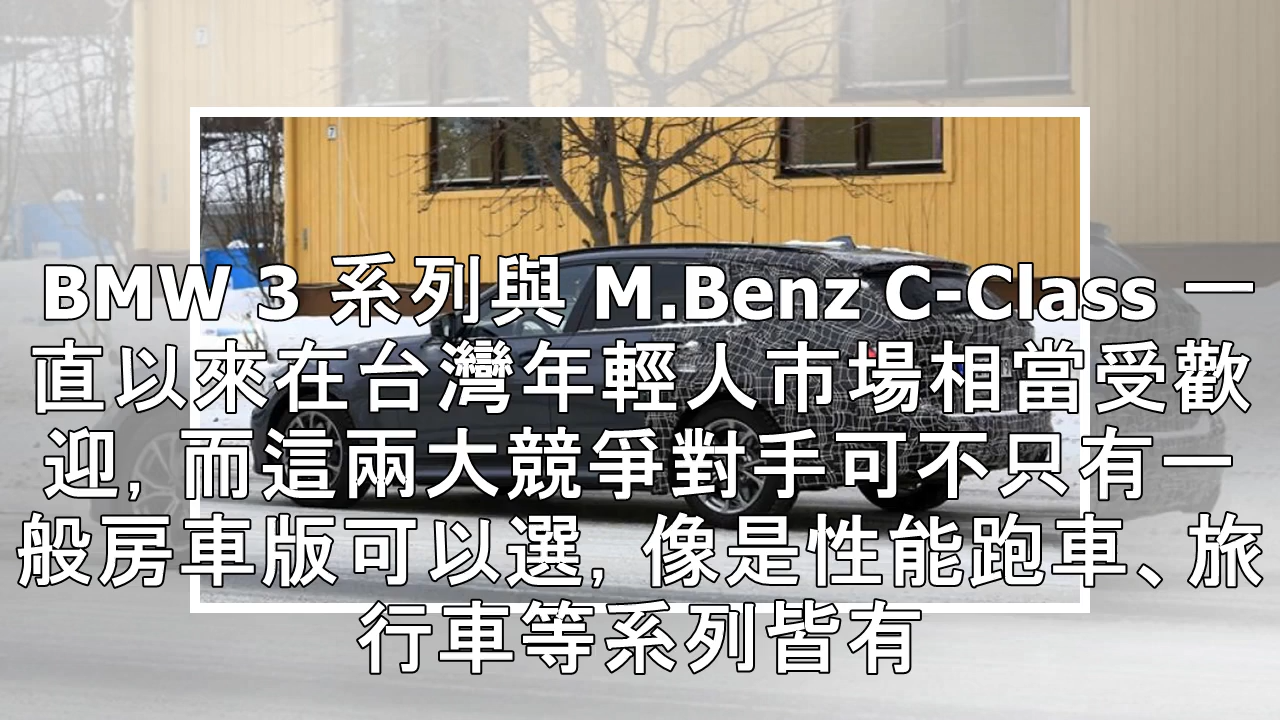 BMW 3 系列與 M.Benz C-Class 一
直以來在台灣年輕人市場相當受歡
迎, 而這兩大競爭對手可不只有一
般房車版可以選, 像是性能跑車、旅
行車等系列皆有